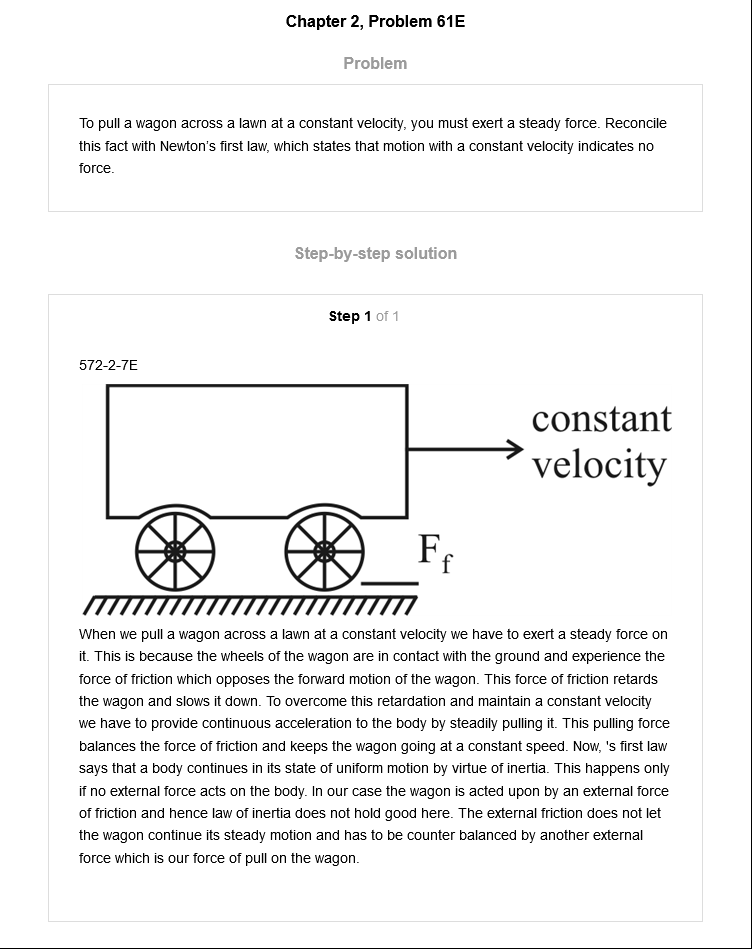 Chapter 2, Problem 61E
Problem
To pull a wagon across a lawn at a constant velocity, you must exert a steady force. Reconcile
this fact with Newton's first law, which states that motion with a constant velocity indicates no
force.
Step-by-step solution
Step 1 of 1
572-2-7E
constant
velocity
F_f
When we pull a wagon across a lawn at a constant velocity we have to exert a steady force on
it. This is because the wheels of the wagon are in contact with the ground and experience the
force of friction which opposes the forward motion of the wagon. This force of friction retards
the wagon and slows it down. To overcome this retardation and maintain a constant velocity
we have to provide continuous acceleration to the body by steadily pulling it. This pulling force
balances the force of friction and keeps the wagon going at a constant speed. Now, 's first law
says that a body continues in its state of uniform motion by virtue of inertia. This happens only
if no external force acts on the body. In our case the wagon is acted upon by an external force
of friction and hence law of inertia does not hold good here. The external friction does not let
the wagon continue its steady motion and has to be counter balanced by another external
force which is our force of pull on the wagon.